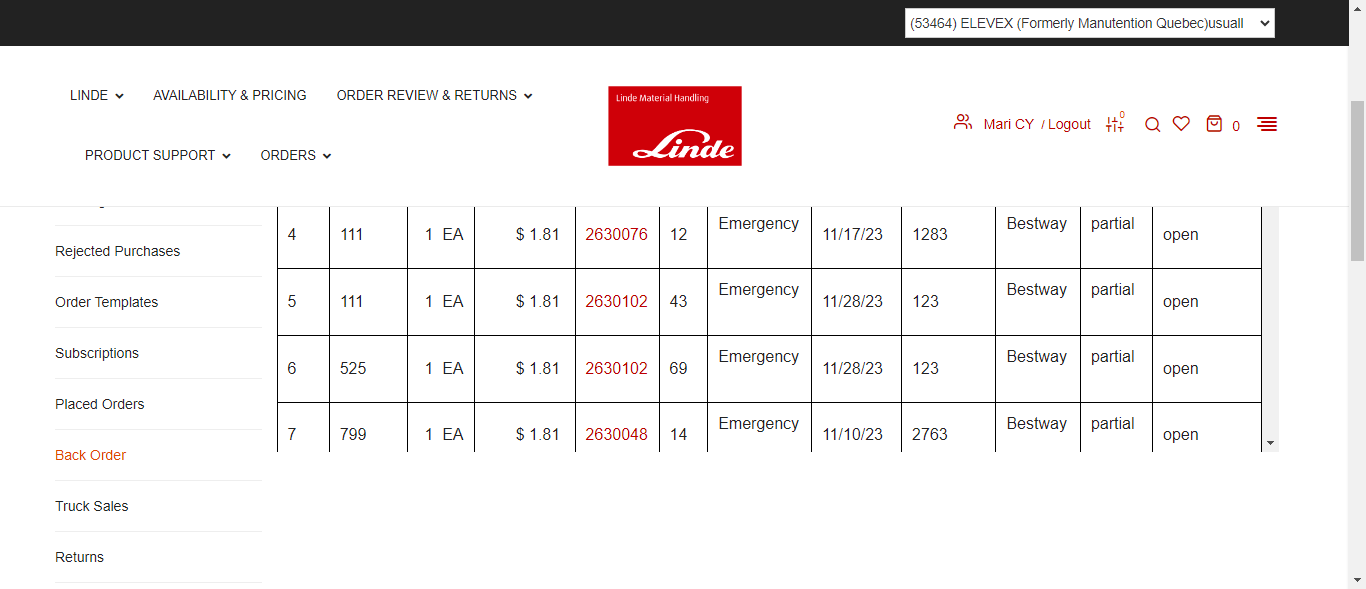 (53464) ELEVEX (Formerly Manutention Quebec)usuall
LINDE
AVAILABILITY & PRICING
ORDER REVIEW & RETURNS
PRODUCT SUPPORT
ORDERS
Linde Material Handling
Linde
Mari CY / Logout
0
0
Rejected Purchases
Order Templates
Subscriptions
Placed Orders
Back Order
Truck Sales
Returns
4 111 1 EA $ 1.81 2630076 12 Emergency 11/17/23 1283 Bestway partial open
5 111 1 EA $ 1.81 2630102 43 Emergency 11/28/23 123 Bestway partial open
6 525 1 EA $ 1.81 2630102 69 Emergency 11/28/23 123 Bestway partial open
7 799 1 EA $ 1.81 2630048 14 Emergency 11/10/23 2763 Bestway partial open